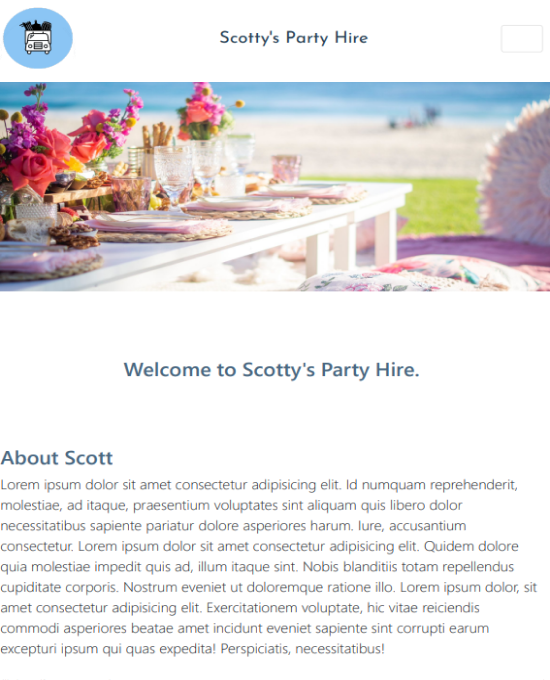 Scotty's Party Hire
Welcome to Scotty's Party Hire.
About Scott
Lorem ipsum dolor sit amet consectetur adipisicing elit. Id numquam reprehenderit,
molestiae, ad itaque, praesentium voluptates sint aliquam quis libero dolor
necessitatibus sapiente pariatur dolore asperiores harum. Iure, accusantium
consectetur. Lorem ipsum dolor sit amet consectetur adipisicing elit. Quidem dolore
quia molestiae impedit quis ad, illum itaque sint. Nobis blanditiis totam repellendus
cupiditate corporis. Nostrum eveniet ut doloremque ratione illo. Lorem ipsum dolor, sit
amet consectetur adipisicing elit. Exercitationem voluptate, hic vitae reiciendis
commodi asperiores beatae amet incidunt eveniet sapiente sint corrupti earum
excepturi ipsum qui quas expedita! Perspiciatis, necessitatibus!